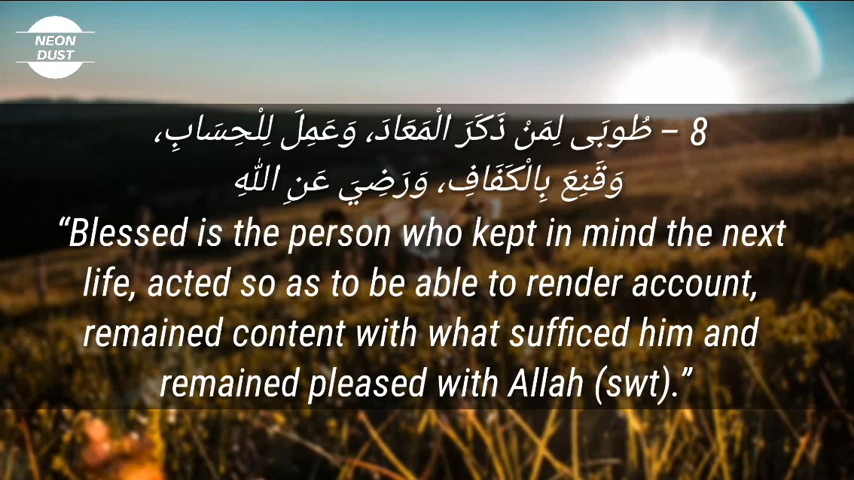 NEON
DUST
8 – طُوبَى لِمَنْ ذَكَرَ الْمَعَادَ، وَعَمِلَ لِلْحِسَابِ،
وَقَنِعَ بِالْكَفَافِ، وَرَضِيَ عَنِ اللهِ
“Blessed is the person who kept in mind the next
life, acted so as to be able to render account,
remained content with what sufficed him and
remained pleased with Allah (swt).”